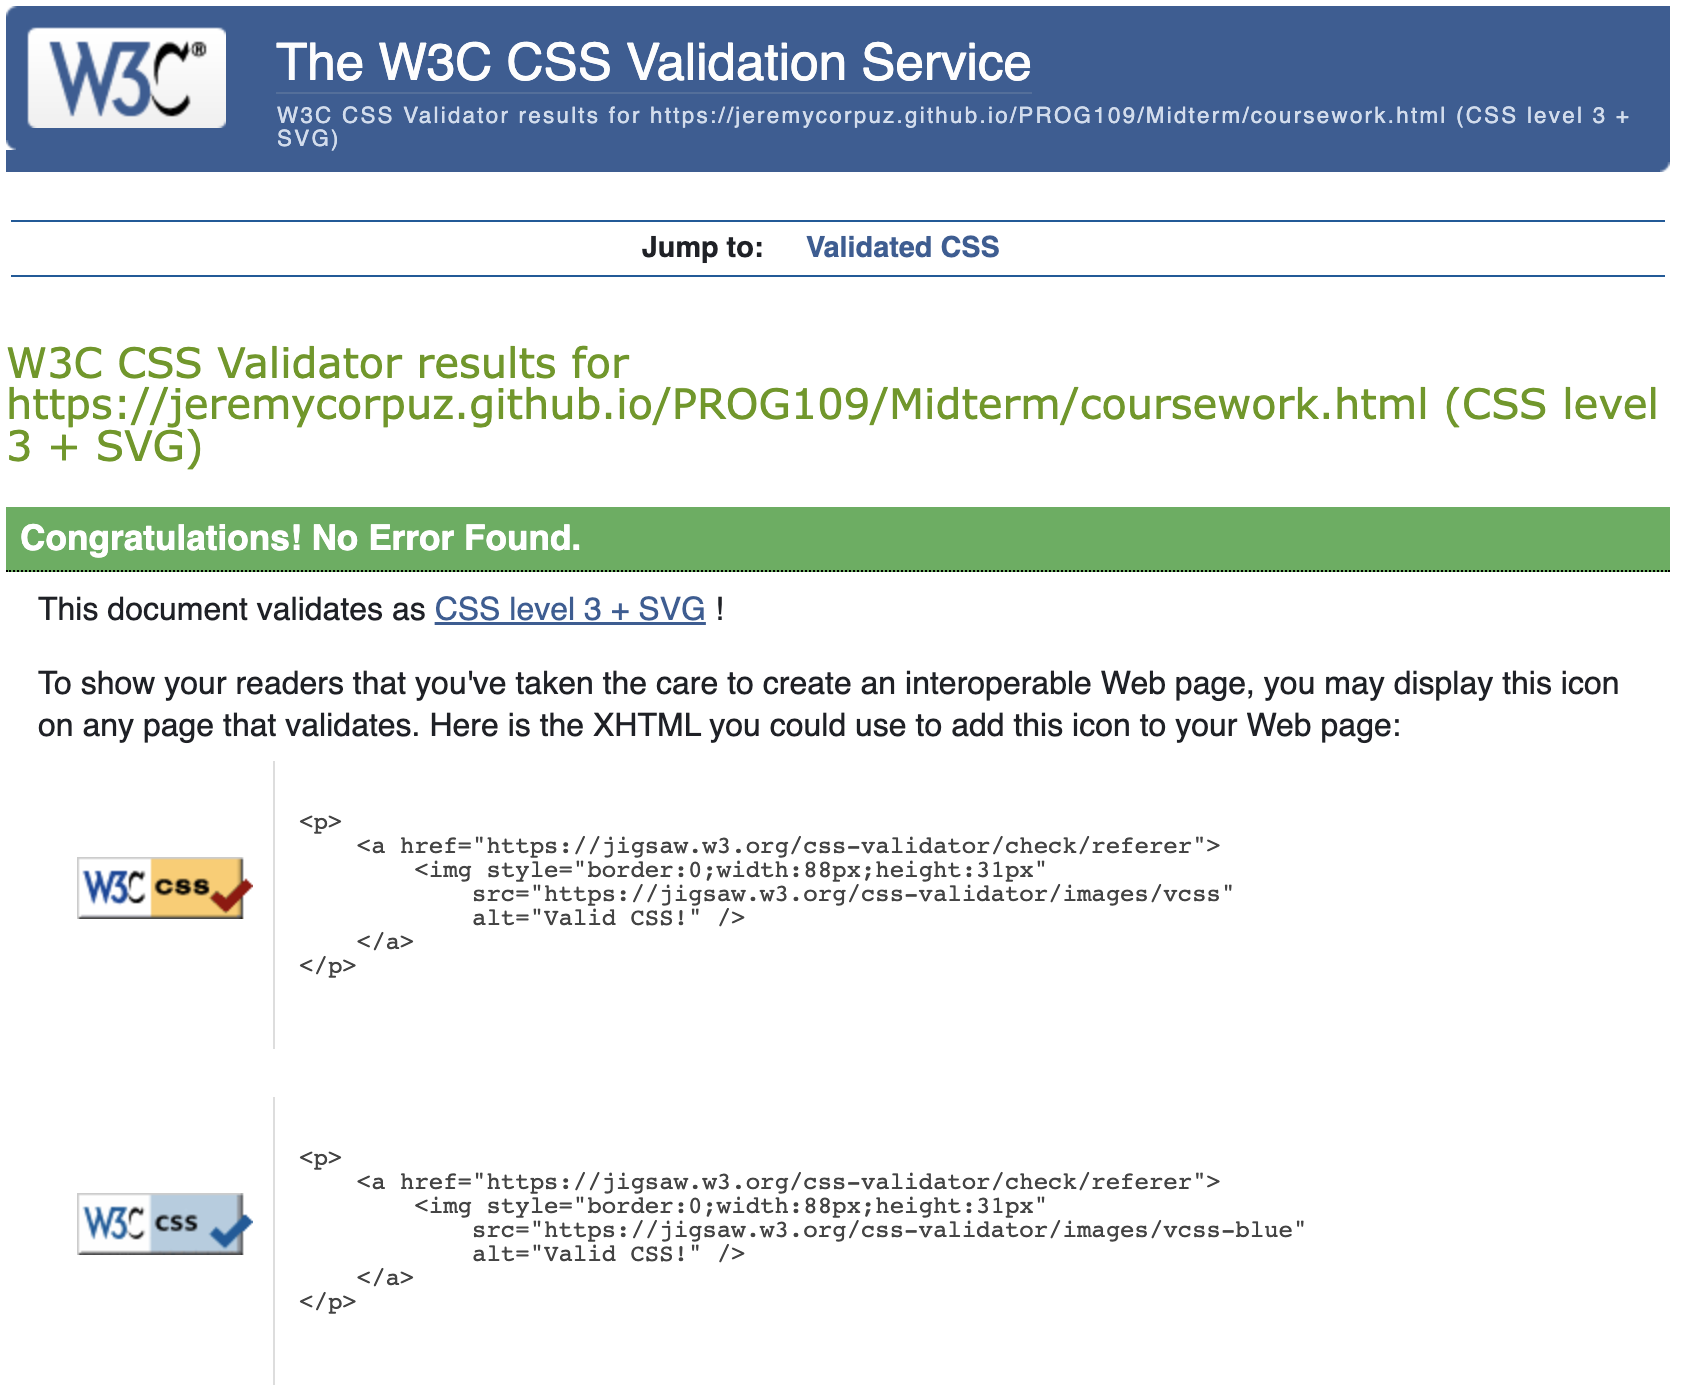 W3C®
The W3C CSS Validation Service
W3C CSS Validator results for https://jeremycorpuz.github.io/PROG109/Midterm/coursework.html (CSS level 3 +
SVG)
Jump to: Validated CSS
W3C CSS Validator results for
https://jeremycorpuz.github.io/PROG109/Midterm/coursework.html (CSS level
3 + SVG)
Congratulations! No Error Found.
This document validates as CSS level 3 + SVG !
To show your readers that you've taken the care to create an interoperable Web page, you may display this icon
on any page that validates. Here is the XHTML you could use to add this icon to your Web page:
<p>
<a href="https://jigsaw.w3.org/css-validator/check/referer">
<img style="border:0;width:88px;height:31px"
src="https://jigsaw.w3.org/css-validator/images/vcss"
alt="Valid CSS!" />
</a>
</p>
W3C css
<p>
<a href="https://jigsaw.w3.org/css-validator/check/referer">
<img style="border:0;width:88px;height:31px"
src="https://jigsaw.w3.org/css-validator/images/vcss-blue"
alt="Valid CSS!" />
</a>
</p>
W3C css